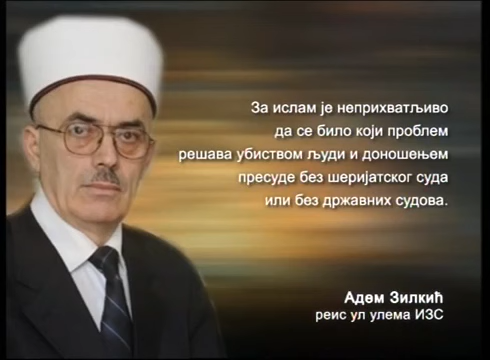 За ислам је неприхватљиво
да се било који проблем
решава убиством људи и доношењем
пресуде без шеријатског суда
или без државних судова.
Адем Зилкић
реис ул улема ИЗС